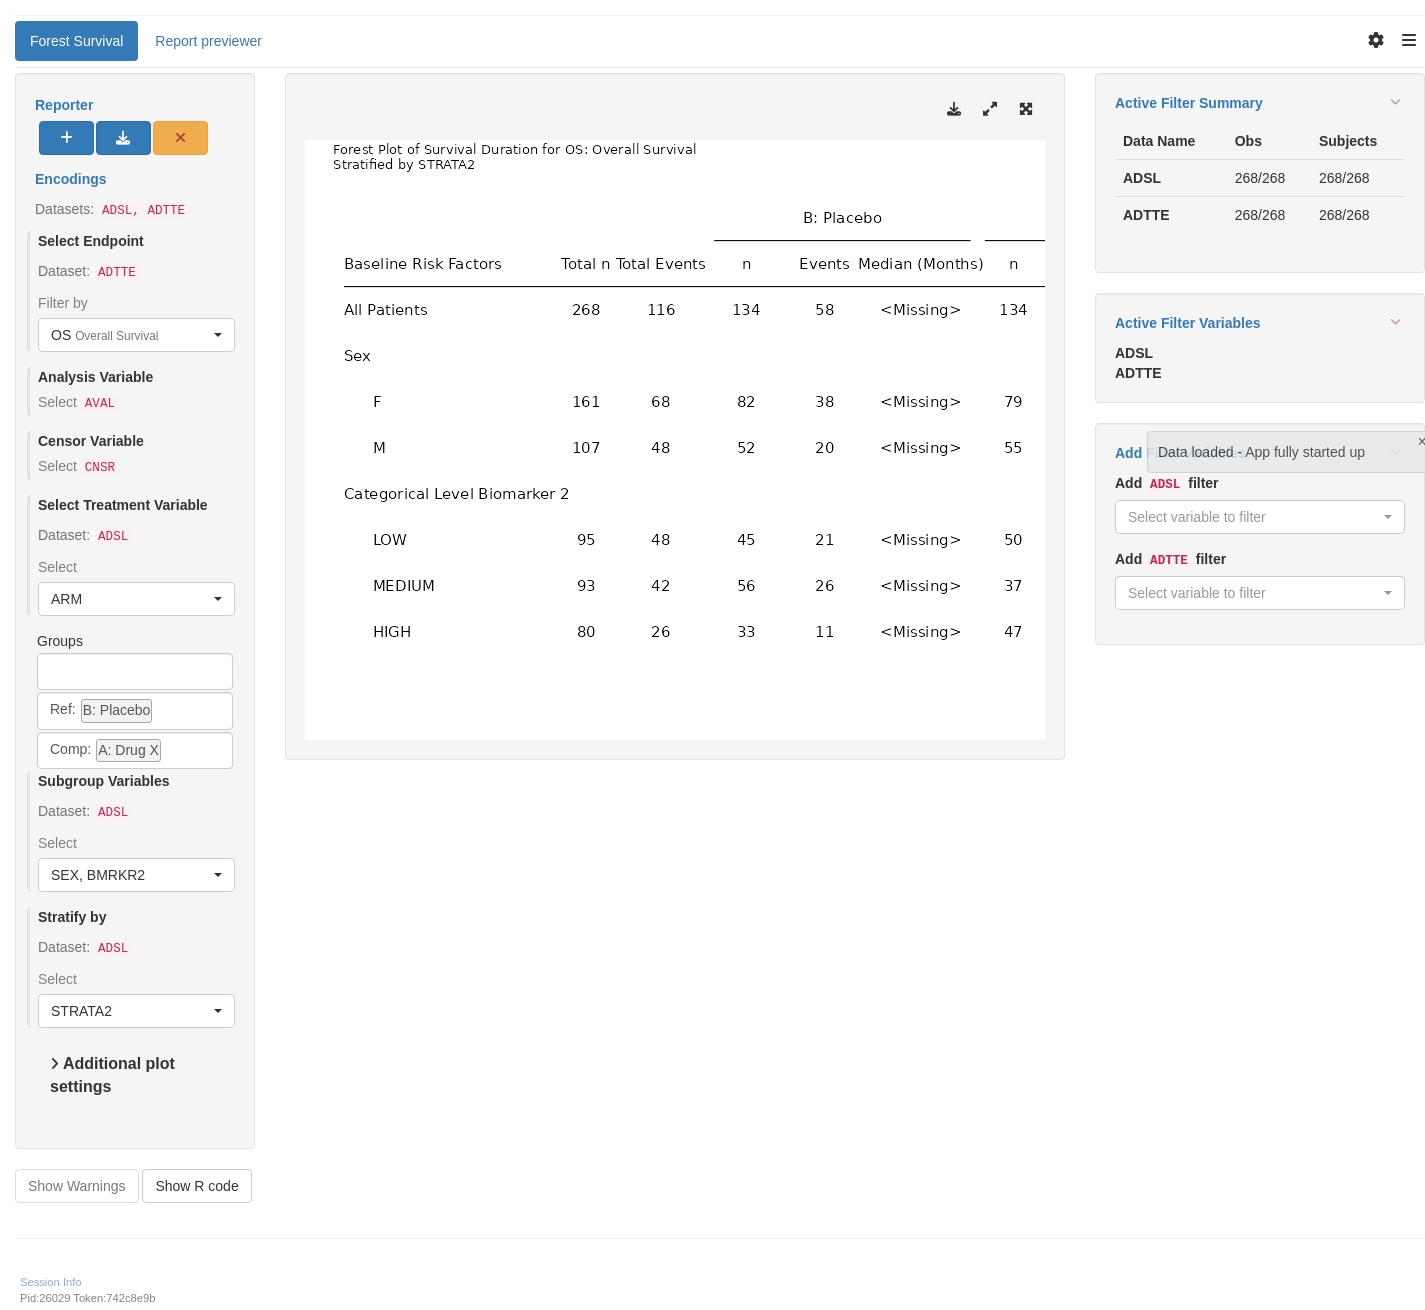 Forest Survival Report previewer
Reporter
Encodings
Datasets: ADSL, ADTTE
Select Endpoint
Dataset: ADTTE
Filter by
OS Overall Survival
Analysis Variable
Select AVAL
Censor Variable
Select CNSR
Select Treatment Variable
Dataset: ADSL
Select
ARM
Groups
Ref: B: Placebo
Comp: A: Drug X
Subgroup Variables
Dataset: ADSL
Select
SEX, BMRKR2
Stratify by
Dataset: ADSL
Select
STRATA2
Additional plot
settings
Show Warnings Show R code
Forest Plot of Survival Duration for OS: Overall Survival
Stratified by STRATA2
B: Placebo
Baseline Risk Factors Total n Total Events n Events Median (Months) n
All Patients 268 116 134 58 <Missing> 134
Sex
F 161 68 82 38 <Missing> 79
M 107 48 52 20 <Missing> 55
Categorical Level Biomarker 2
LOW 95 48 45 21 <Missing> 50
MEDIUM 93 42 56 26 <Missing> 37
HIGH 80 26 33 11 <Missing> 47
Active Filter Summary
Data Name Obs Subjects
ADSL 268/268 268/268
ADTTE 268/268 268/268
Active Filter Variables
ADSL
ADTTE
Add
Data loaded - App fully started up ×
Add ADSL filter
Select variable to filter
Add ADTTE filter
Select variable to filter
Session Info
Pid:26029 Token:742c8e9b